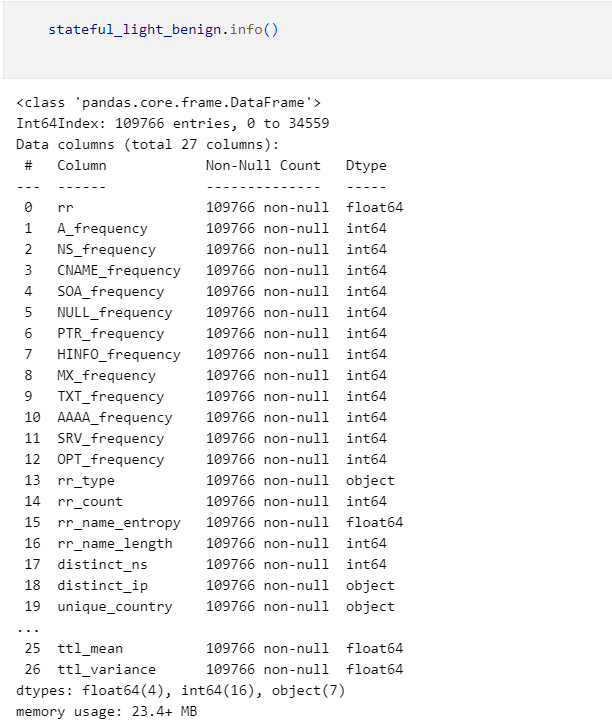 stateful_light_benign.info()
<class 'pandas.core.frame.DataFrame'>
Int64Index: 109766 entries, 0 to 34559
Data columns (total 27 columns):
 #   Column           Non-Null Count   Dtype
---  ------           --------------   -----
 0   rr               109766 non-null  float64
 1   A_frequency      109766 non-null  int64
 2   NS_frequency     109766 non-null  int64
 3   CNAME_frequency  109766 non-null  int64
 4   SOA_frequency    109766 non-null  int64
 5   NULL_frequency   109766 non-null  int64
 6   PTR_frequency    109766 non-null  int64
 7   HINFO_frequency  109766 non-null  int64
 8   MX_frequency     109766 non-null  int64
 9   TXT_frequency    109766 non-null  int64
 10  AAAA_frequency   109766 non-null  int64
 11  SRV_frequency    109766 non-null  int64
 12  OPT_frequency    109766 non-null  int64
 13  rr_type          109766 non-null  object
 14  rr_count         109766 non-null  int64
 15  rr_name_entropy  109766 non-null  float64
 16  rr_name_length   109766 non-null  int64
 17  distinct_ns      109766 non-null  int64
 18  distinct_ip      109766 non-null  object
 19  unique_country   109766 non-null  object
...
 25  ttl_mean         109766 non-null  float64
 26  ttl_variance     109766 non-null  float64
dtypes: float64(4), int64(16), object(7)
memory usage: 23.4+ MB